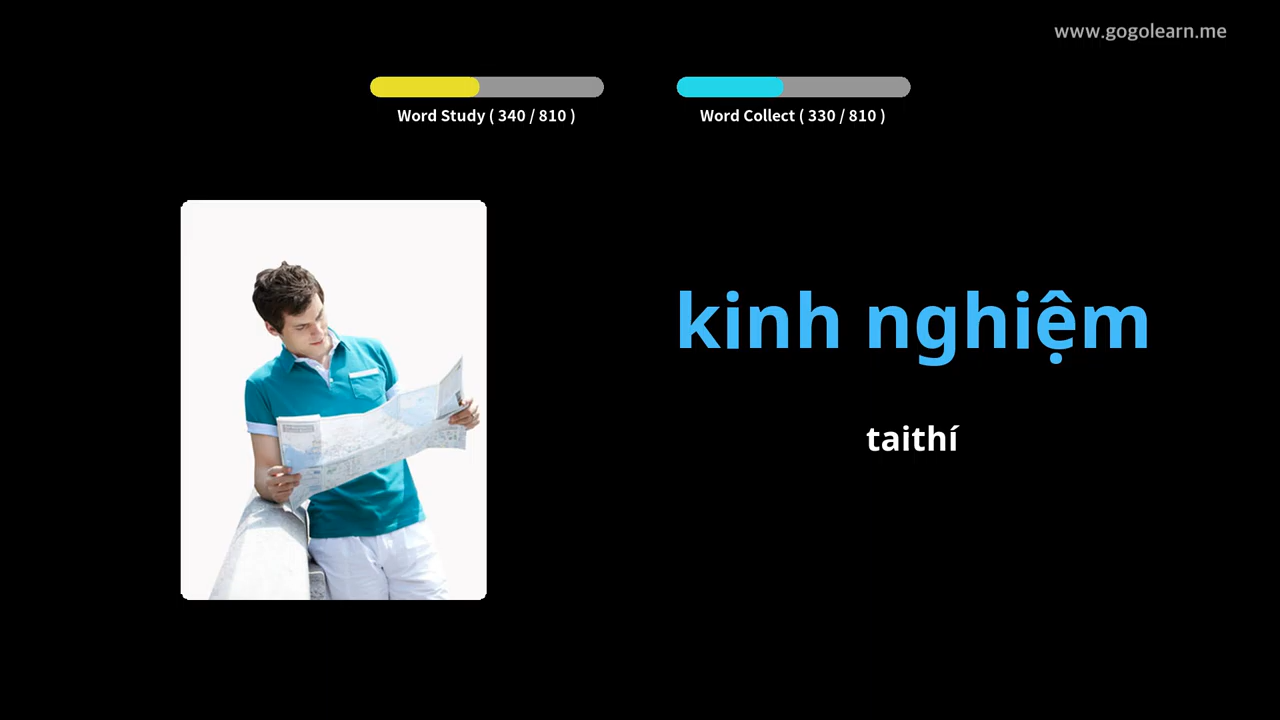 www.gogolearn.me
Word Study ( 340 / 810 )
Word Collect ( 330 / 810 )
kinh nghiệm
taithí